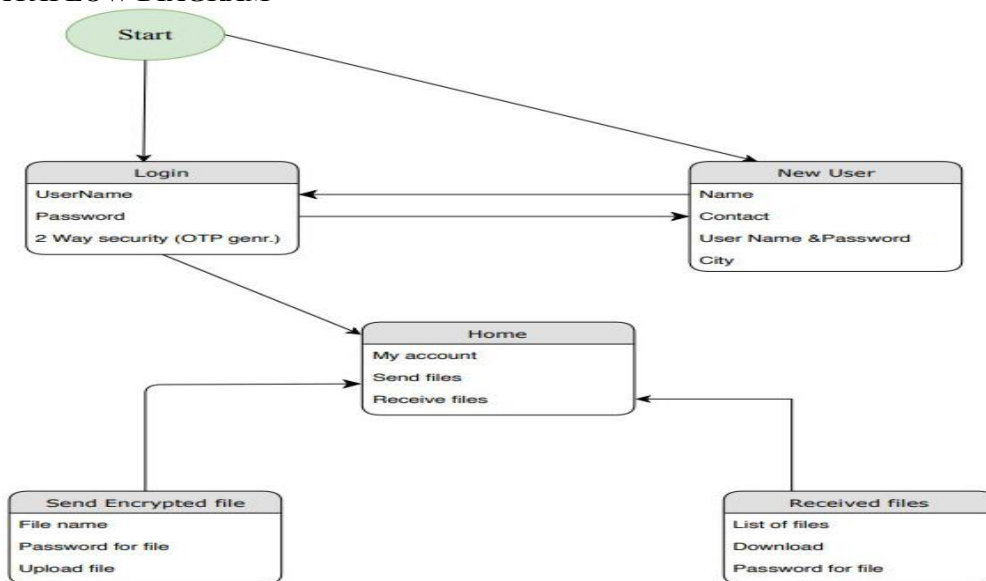 Start
Login
UserName
Password
2 Way security (OTP genr.)
New User
Name
Contact
User Name &Password
City
Home
My account
Send files
Receive files
Send Encrypted file
File name
Password for file
Upload file
Received files
List of files
Download
Password for file